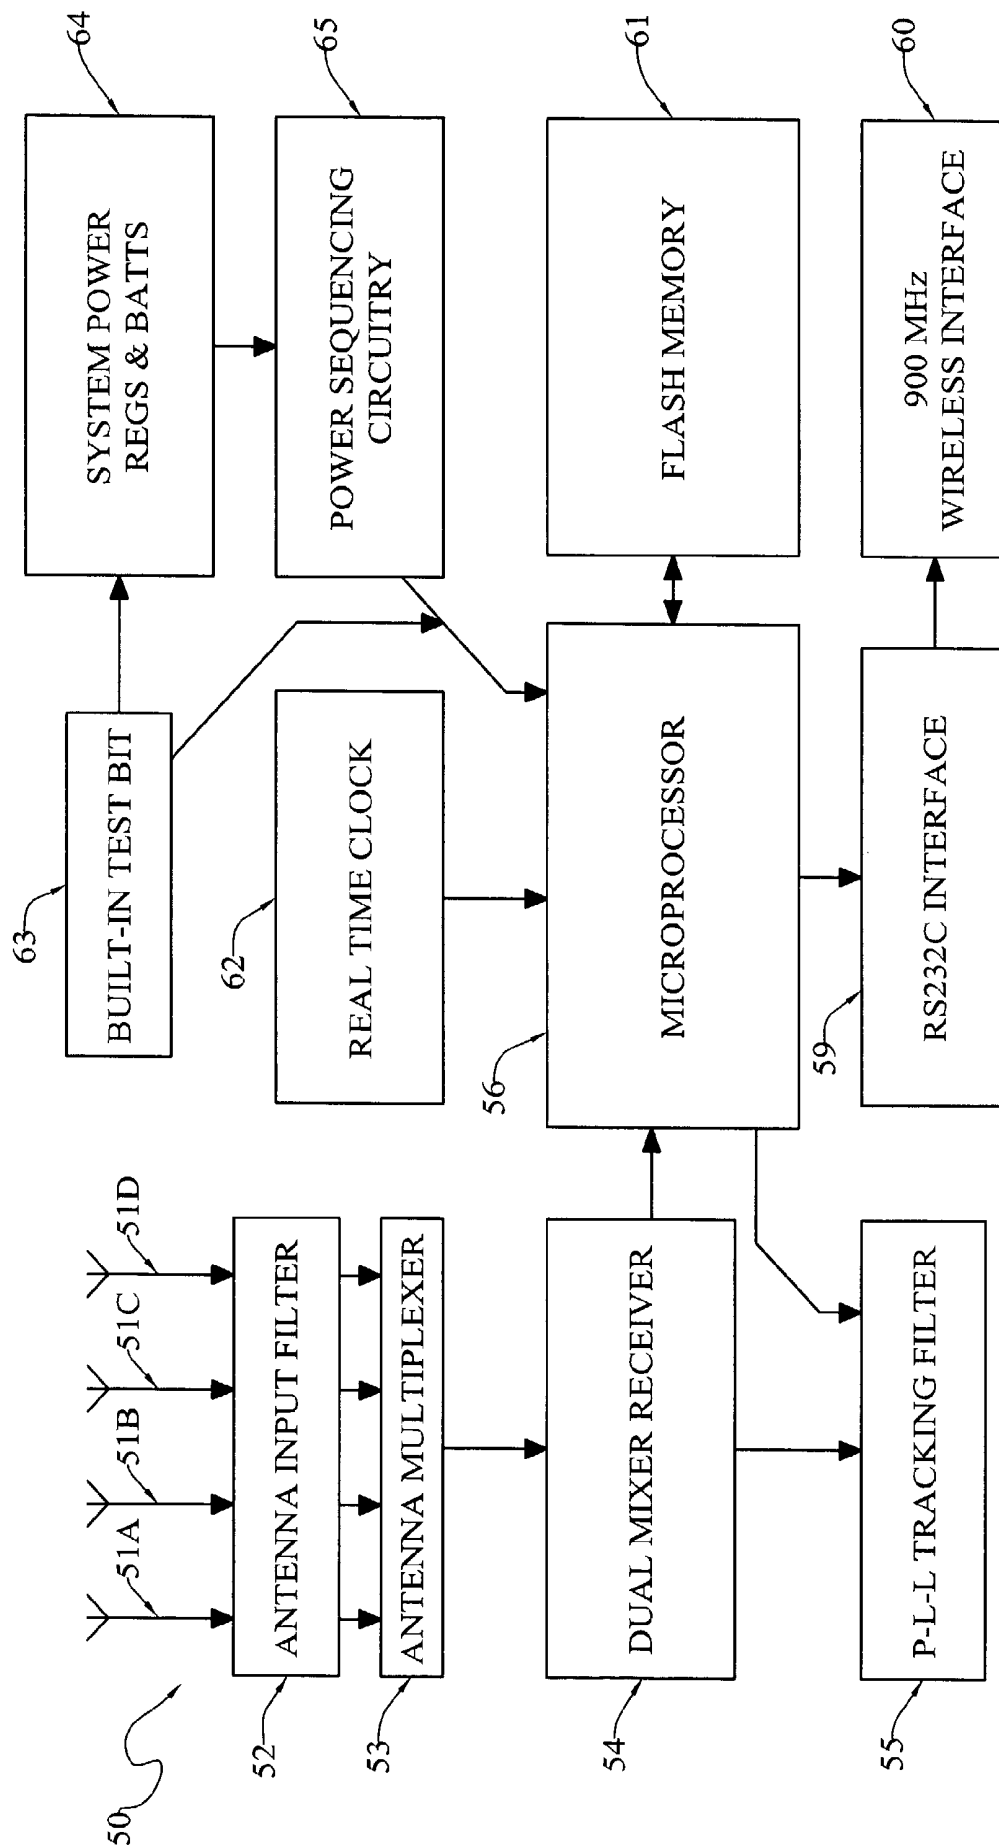 50
51A
51B
51C
51D
52
ANTENNA INPUT FILTER
53
ANTENNA MULTIPLEXER
54
DUAL MIXER RECEIVER
55
P-L-L TRACKING FILTER
63
BUILT-IN TEST BIT
62
REAL TIME CLOCK
56
MICROPROCESSOR
59
RS232C INTERFACE
64
SYSTEM POWER
REGS & BATTS
65
POWER SEQUENCING
CIRCUITRY
61
FLASH MEMORY
60
900 MHz
WIRELESS INTERFACE